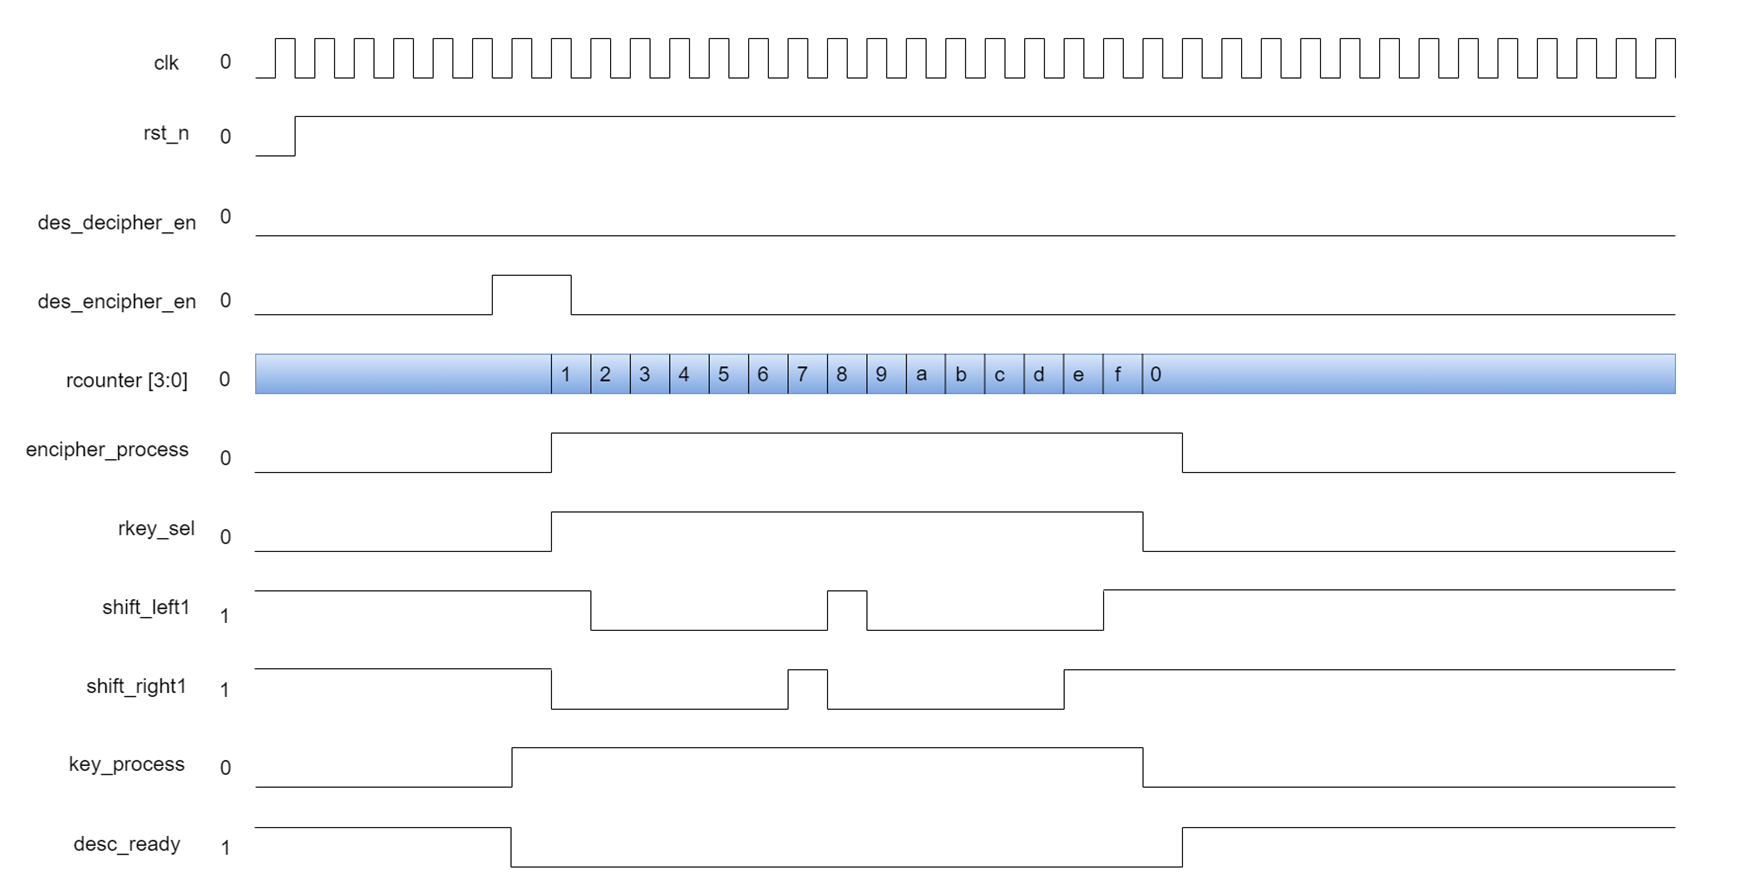 clk 0
rst_n 0
des_decipher_en 0
des_encipher_en 0
rcounter [3:0] 0 1 2 3 4 5 6 7 8 9 a b c d e f 0
encipher_process 0
rkey_sel 0
shift_left1 1
shift_right1 1
key_process 0
desc_ready 1